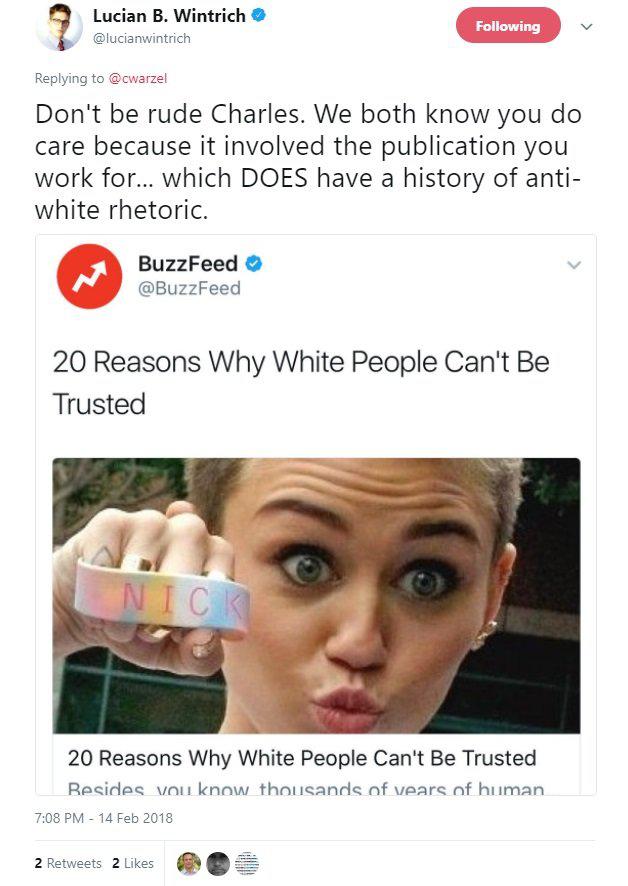 Lucian B. Wintrich
@lucianwintrich
Following
Replying to @cwarzel
Don't be rude Charles. We both know you do
care because it involved the publication you
work for... which DOES have a history of anti-
white rhetoric.
BuzzFeed
@BuzzFeed
20 Reasons Why White People Can't Be
Trusted
NICK
20 Reasons Why White People Can't Be Trusted
Besides, you know, thousands of years of human
7:08 PM - 14 Feb 2018
2 Retweets 2 Likes